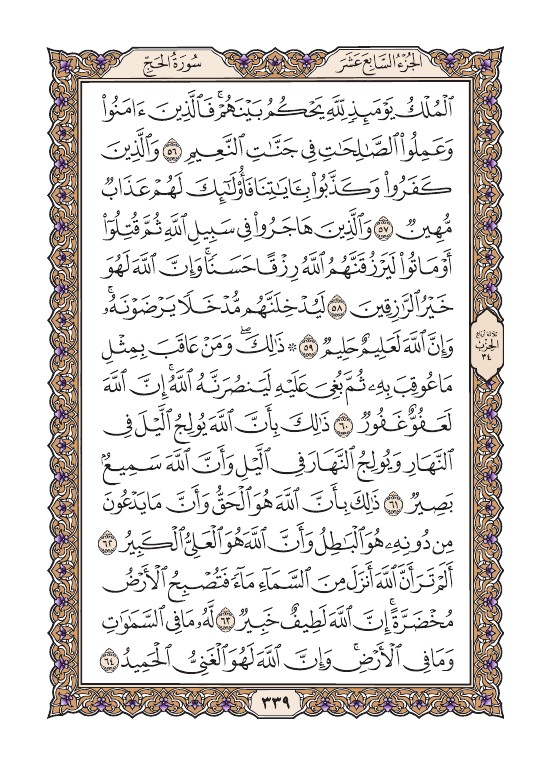 الجُزْءُ السَّابِعَ عَشَرَ
سُورَةُ الحَجِّ
ٱلْمُلْكُ يَوْمَئِذٍ لِّلَّهِ يَحْكُمُ بَيْنَهُمْ ۚ فَٱلَّذِينَ ءَامَنُوا۟
وَعَمِلُوا۟ ٱلصَّـٰلِحَـٰتِ فِى جَنَّـٰتِ ٱلنَّعِيمِ ٥٦ وَٱلَّذِينَ
كَفَرُوا۟ وَكَذَّبُوا۟ بِـَٔايَـٰتِنَا فَأُو۟لَـٰٓئِكَ لَهُمْ عَذَابٌ
مُّهِينٌ ٥٧ وَٱلَّذِينَ هَاجَرُوا۟ فِى سَبِيلِ ٱللَّهِ ثُمَّ قُتِلُوٓا۟
أَوْ مَاتُوا۟ لَيَرْزُقَنَّهُمُ ٱللَّهُ رِزْقًا حَسَنًا ۚ وَإِنَّ ٱللَّهَ لَهُوَ
خَيْرُ ٱلرَّٰزِقِينَ ٥٨ لَيُدْخِلَنَّهُم مُّدْخَلًا يَرْضَوْنَهُۥ ۗ
وَإِنَّ ٱللَّهَ لَعَلِيمٌ حَلِيمٌ ٥٩ ۞ ذَٰلِكَ ۖ وَمَنْ عَاقَبَ بِمِثْلِ
مَا عُوقِبَ بِهِۦ ثُمَّ بُغِىَ عَلَيْهِ لَيَنصُرَنَّهُ ٱللَّهُ ۗ إِنَّ ٱللَّهَ
لَعَفُوٌّ غَفُورٌ ٦٠ ذَٰلِكَ بِأَنَّ ٱللَّهَ يُولِجُ ٱلَّيْلَ فِى
ٱلنَّهَارِ وَيُولِجُ ٱلنَّهَارَ فِى ٱلَّيْلِ وَأَنَّ ٱللَّهَ سَمِيعٌۢ
بَصِيرٌ ٦١ ذَٰلِكَ بِأَنَّ ٱللَّهَ هُوَ ٱلْحَقُّ وَأَنَّ مَا يَدْعُونَ
مِن دُونِهِۦ هُوَ ٱلْبَـٰطِلُ وَأَنَّ ٱللَّهَ هُوَ ٱلْعَلِىُّ ٱلْكَبِيرُ ٦٢
أَلَمْ تَرَ أَنَّ ٱللَّهَ أَنزَلَ مِنَ ٱلسَّمَآءِ مَآءً فَتُصْبِحُ ٱلْأَرْضُ
مُخْضَرَّةً ۗ إِنَّ ٱللَّهَ لَطِيفٌ خَبِيرٌ ٦٣ لَّهُۥ مَا فِى ٱلسَّمَـٰوَٰتِ
وَمَا فِى ٱلْأَرْضِ ۗ وَإِنَّ ٱللَّهَ لَهُوَ ٱلْغَنِىُّ ٱلْحَمِيدُ ٦٤
ثلاثة أرباع
الحزب
٣٤
٣٣٩